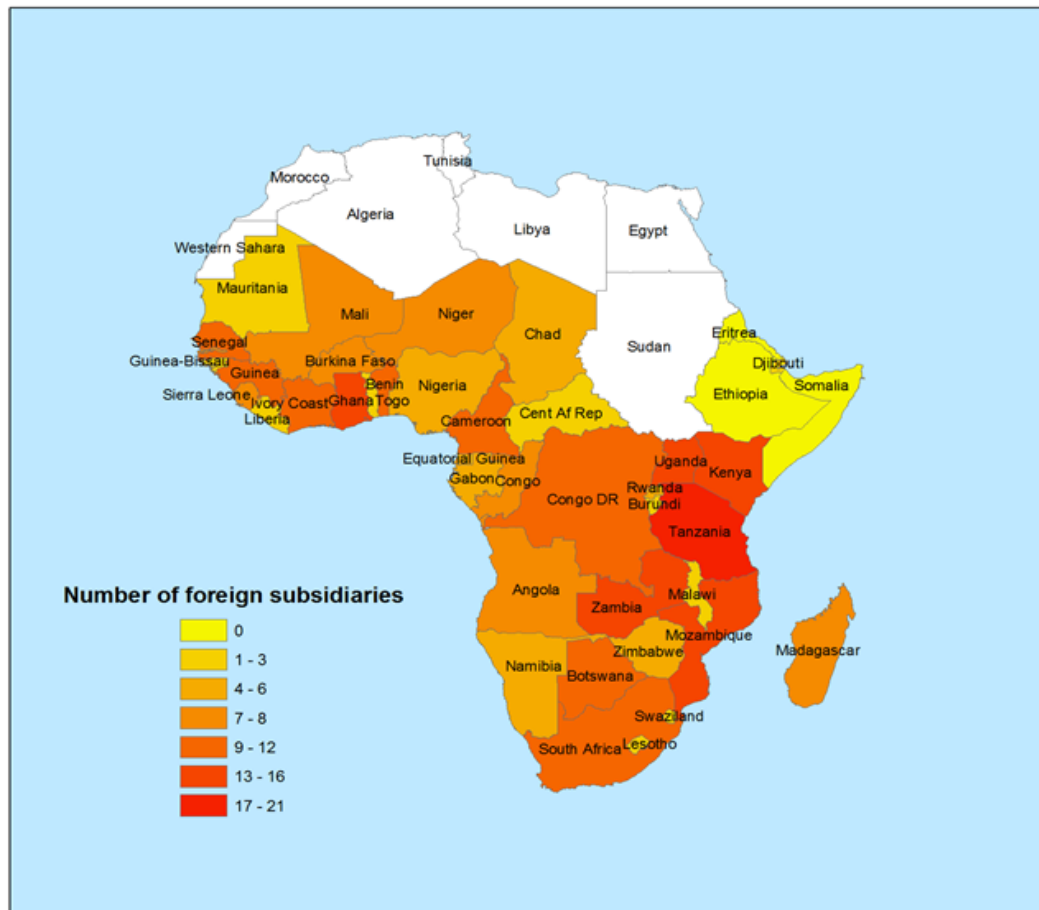 Tunisia
Morocco
Algeria
Libya
Egypt
Western Sahara
Mauritania
Mali
Niger
Chad
Sudan
Eritrea
Senegal
Guinea-Bissau
Burkina Faso
Djibouti
Guinea
Benin
Nigeria
Somalia
Sierra Leone
Ivory Coast
Ghana
Togo
Ethiopia
Liberia
Cameroon
Cent Af Rep
Equatorial Guinea
Uganda
Kenya
Gabon
Congo
Rwanda
Congo DR
Burundi
Tanzania
Angola
Malawi
Zambia
Mozambique
Zimbabwe
Madagascar
Namibia
Botswana
Swaziland
South Africa
Lesotho
Number of foreign subsidiaries
0
1 - 3
4 - 6
7 - 8
9 - 12
13 - 16
17 - 21